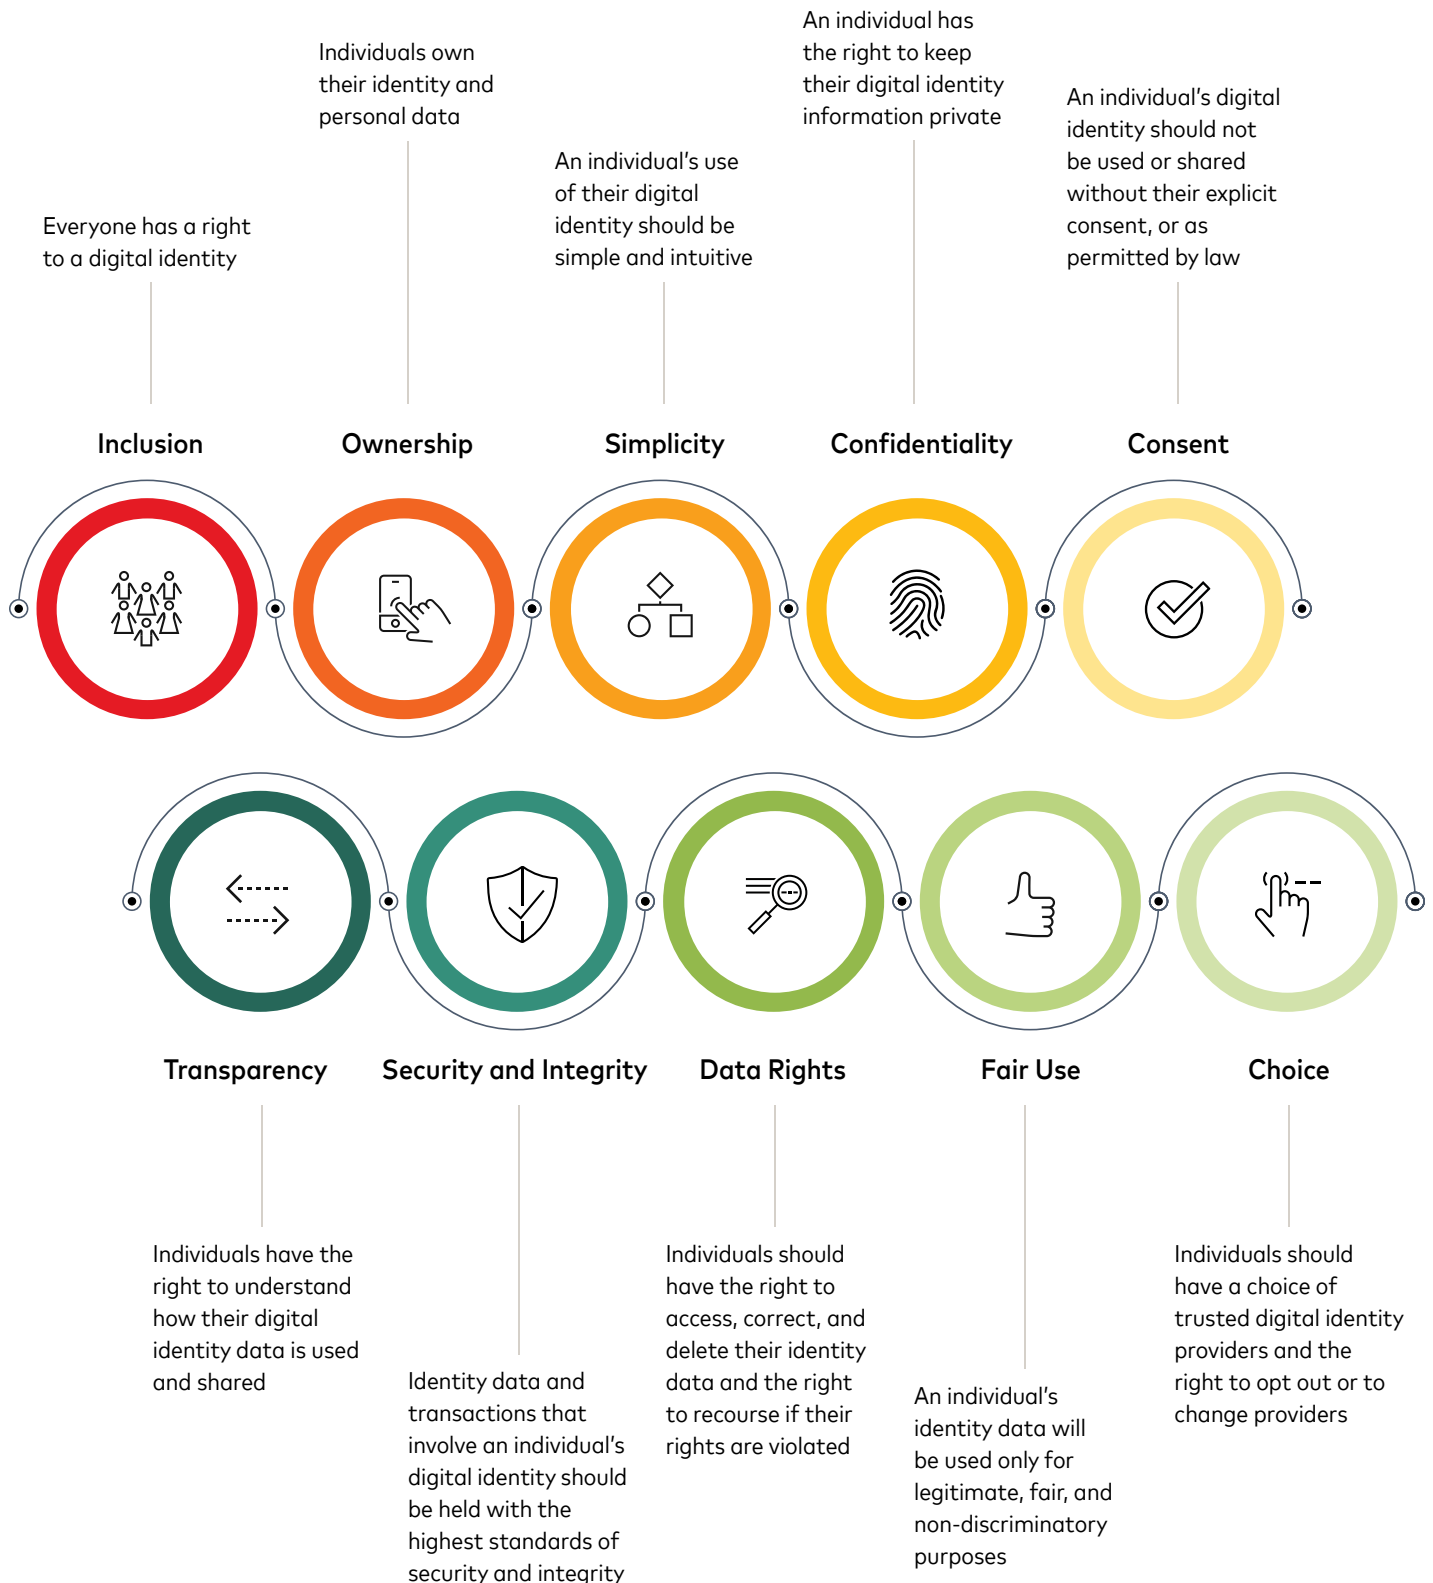 Everyone has a right
to a digital identity
Inclusion
Individuals own
their identity and
personal data
Ownership
An individual's use
of their digital
identity should be
simple and intuitive
Simplicity
An individual has
the right to keep
their digital identity
information private
Confidentiality
An individual's digital
identity should not
be used or shared
without their explicit
consent, or as
permitted by law
Consent
Transparency
Individuals have the
right to understand
how their digital
identity data is used
and shared
Security and Integrity
Identity data and
transactions that
involve an individual's
digital identity should
be held with the
highest standards of
security and integrity
Data Rights
Individuals should
have the right to
access, correct, and
delete their identity
data and the right
to recourse if their
rights are violated
Fair Use
An individual's
identity data will
be used only for
legitimate, fair, and
non-discriminatory
purposes
Choice
Individuals should
have a choice of
trusted digital identity
providers and the
right to opt out or to
change providers